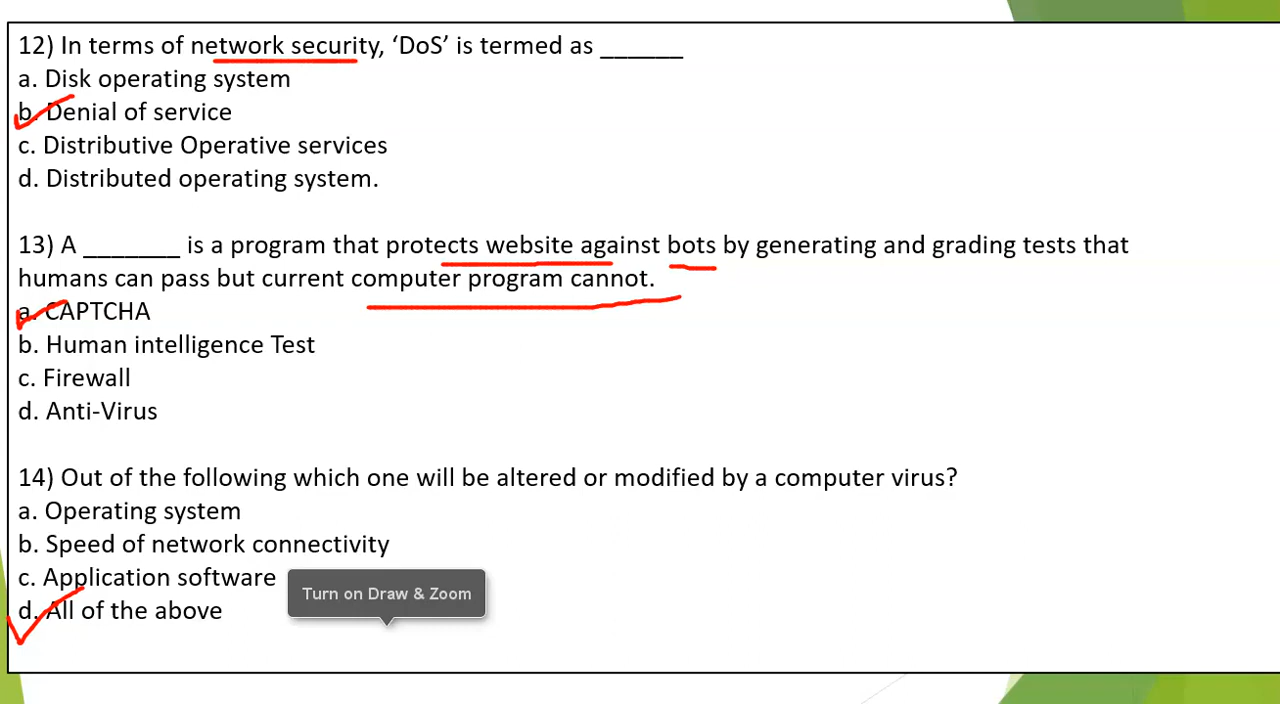 12) In terms of network security, ‘DoS’ is termed as ______
a. Disk operating system
b. Denial of service
c. Distributive Operative services
d. Distributed operating system.
13) A _______ is a program that protects website against bots by generating and grading tests that
humans can pass but current computer program cannot.
a. CAPTCHA
b. Human intelligence Test
c. Firewall
d. Anti-Virus
14) Out of the following which one will be altered or modified by a computer virus?
a. Operating system
b. Speed of network connectivity
c. Application software
Turn on Draw & Zoom
d. All of the above